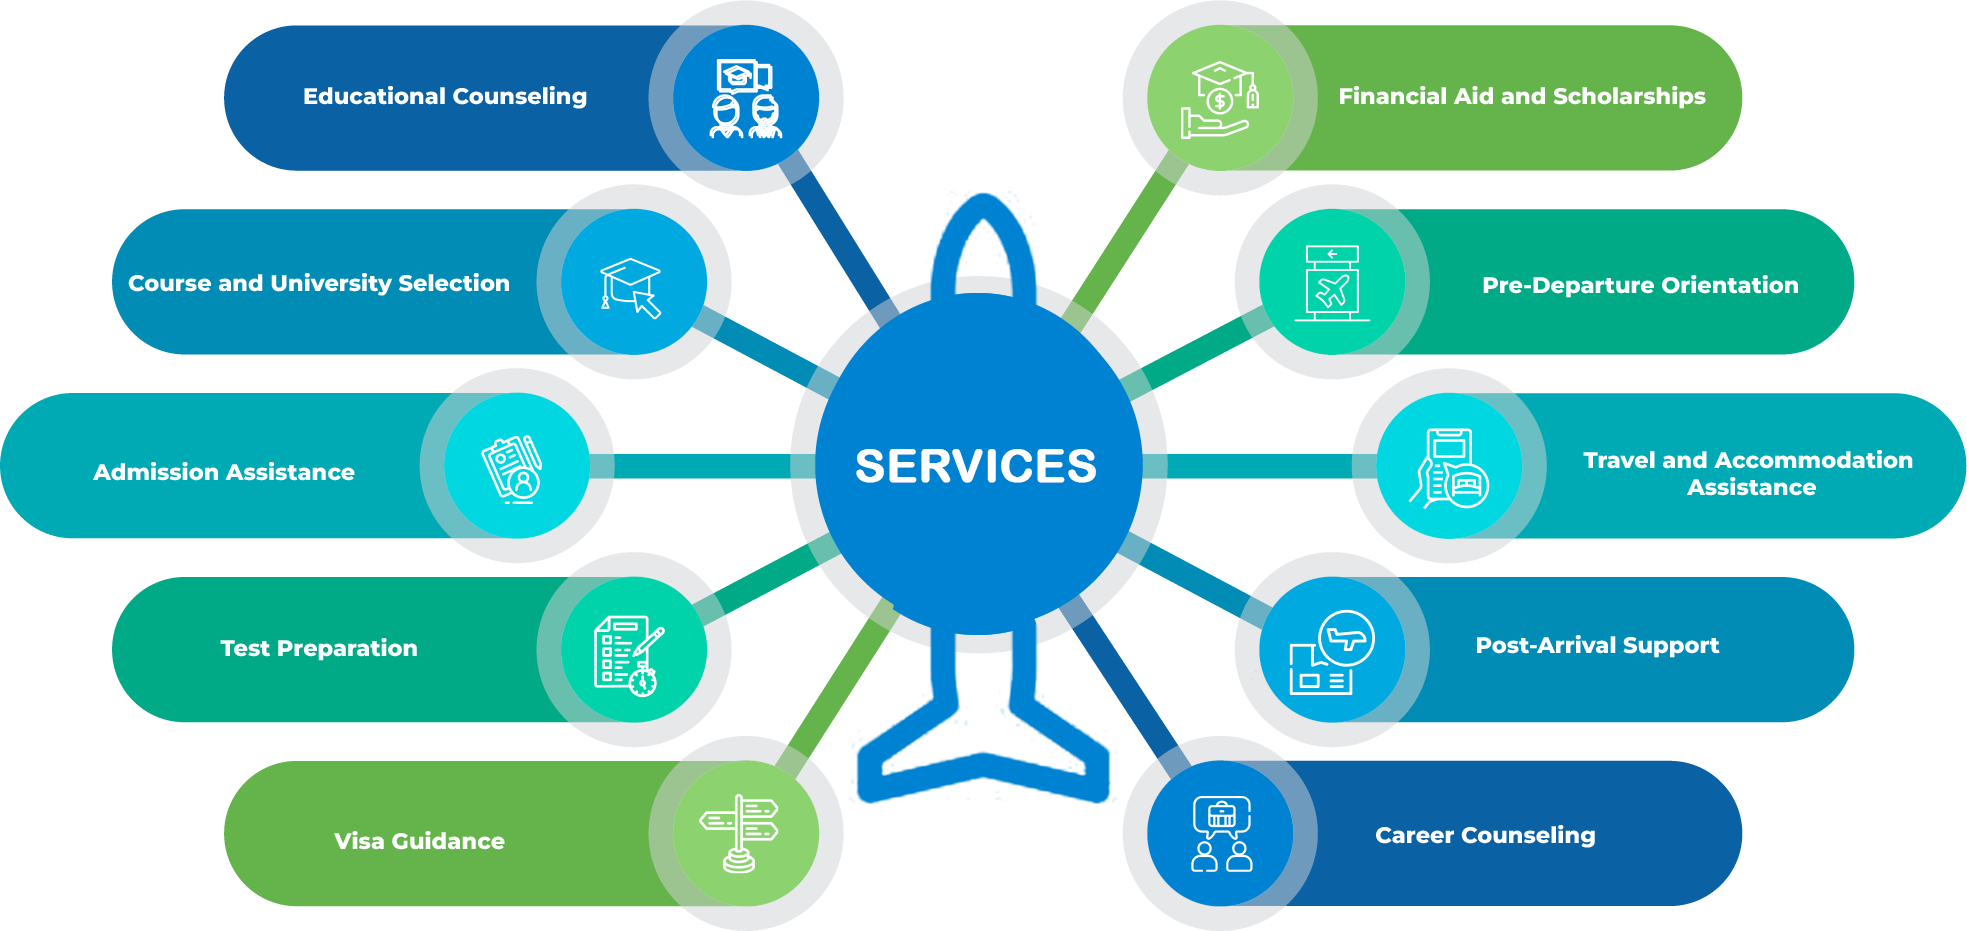 Educational Counseling
Financial Aid and Scholarships
Course and University Selection
Pre-Departure Orientation
Admission Assistance
SERVICES
Travel and Accommodation
Assistance
Test Preparation
Post-Arrival Support
Visa Guidance
Career Counseling